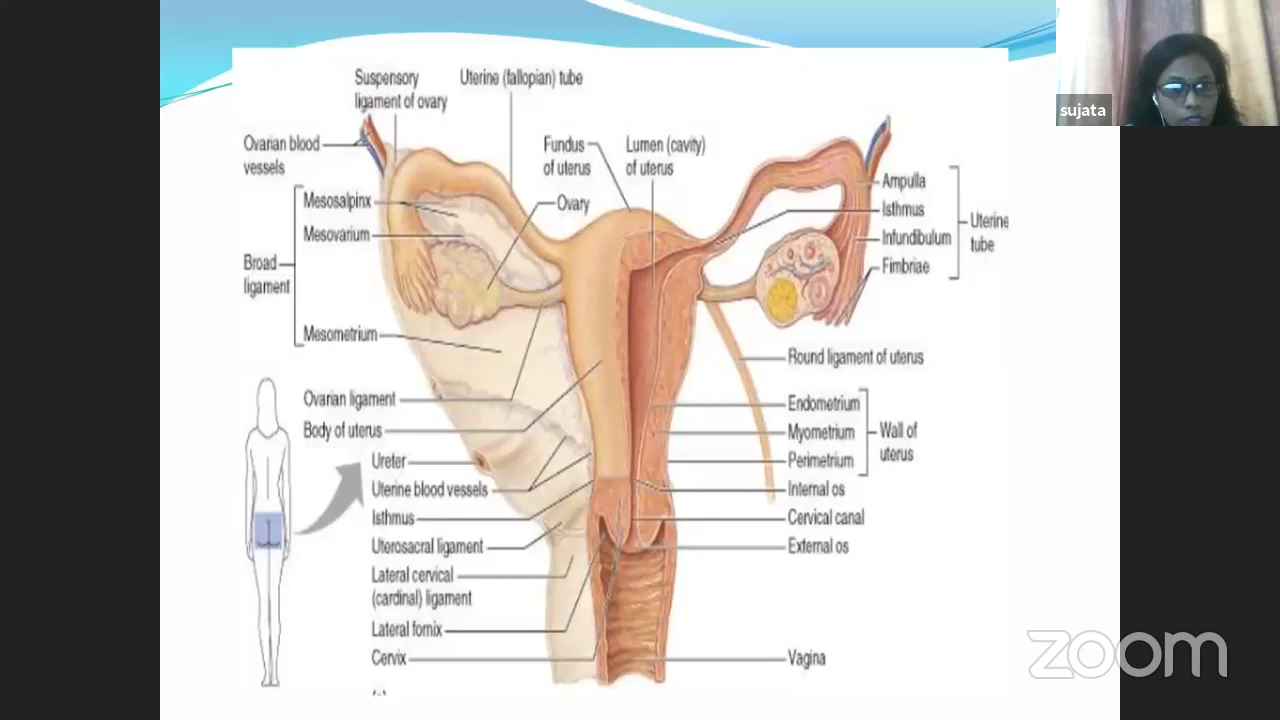 Suspensory
ligament of ovary
Uterine (fallopian) tube
Ovarian blood
vessels
Fundus
of uterus
Lumen (cavity)
of uterus
Mesosalpinx
Mesovarium
Ovary
Broad
ligament
Mesometrium
Ovarian ligament
Body of uterus
Ureter
Uterine blood vessels
Isthmus
Uterosacral ligament
Lateral cervical
(cardinal) ligament
Lateral fornix
Cervix
Ampulla
Isthmus
Infundibulum
Fimbriae
Uterine
tube
Round ligament of uterus
Endometrium
Myometrium
Perimetrium
Wall of
uterus
Internal os
Cervical canal
External os
Vagina
sujata
zoom